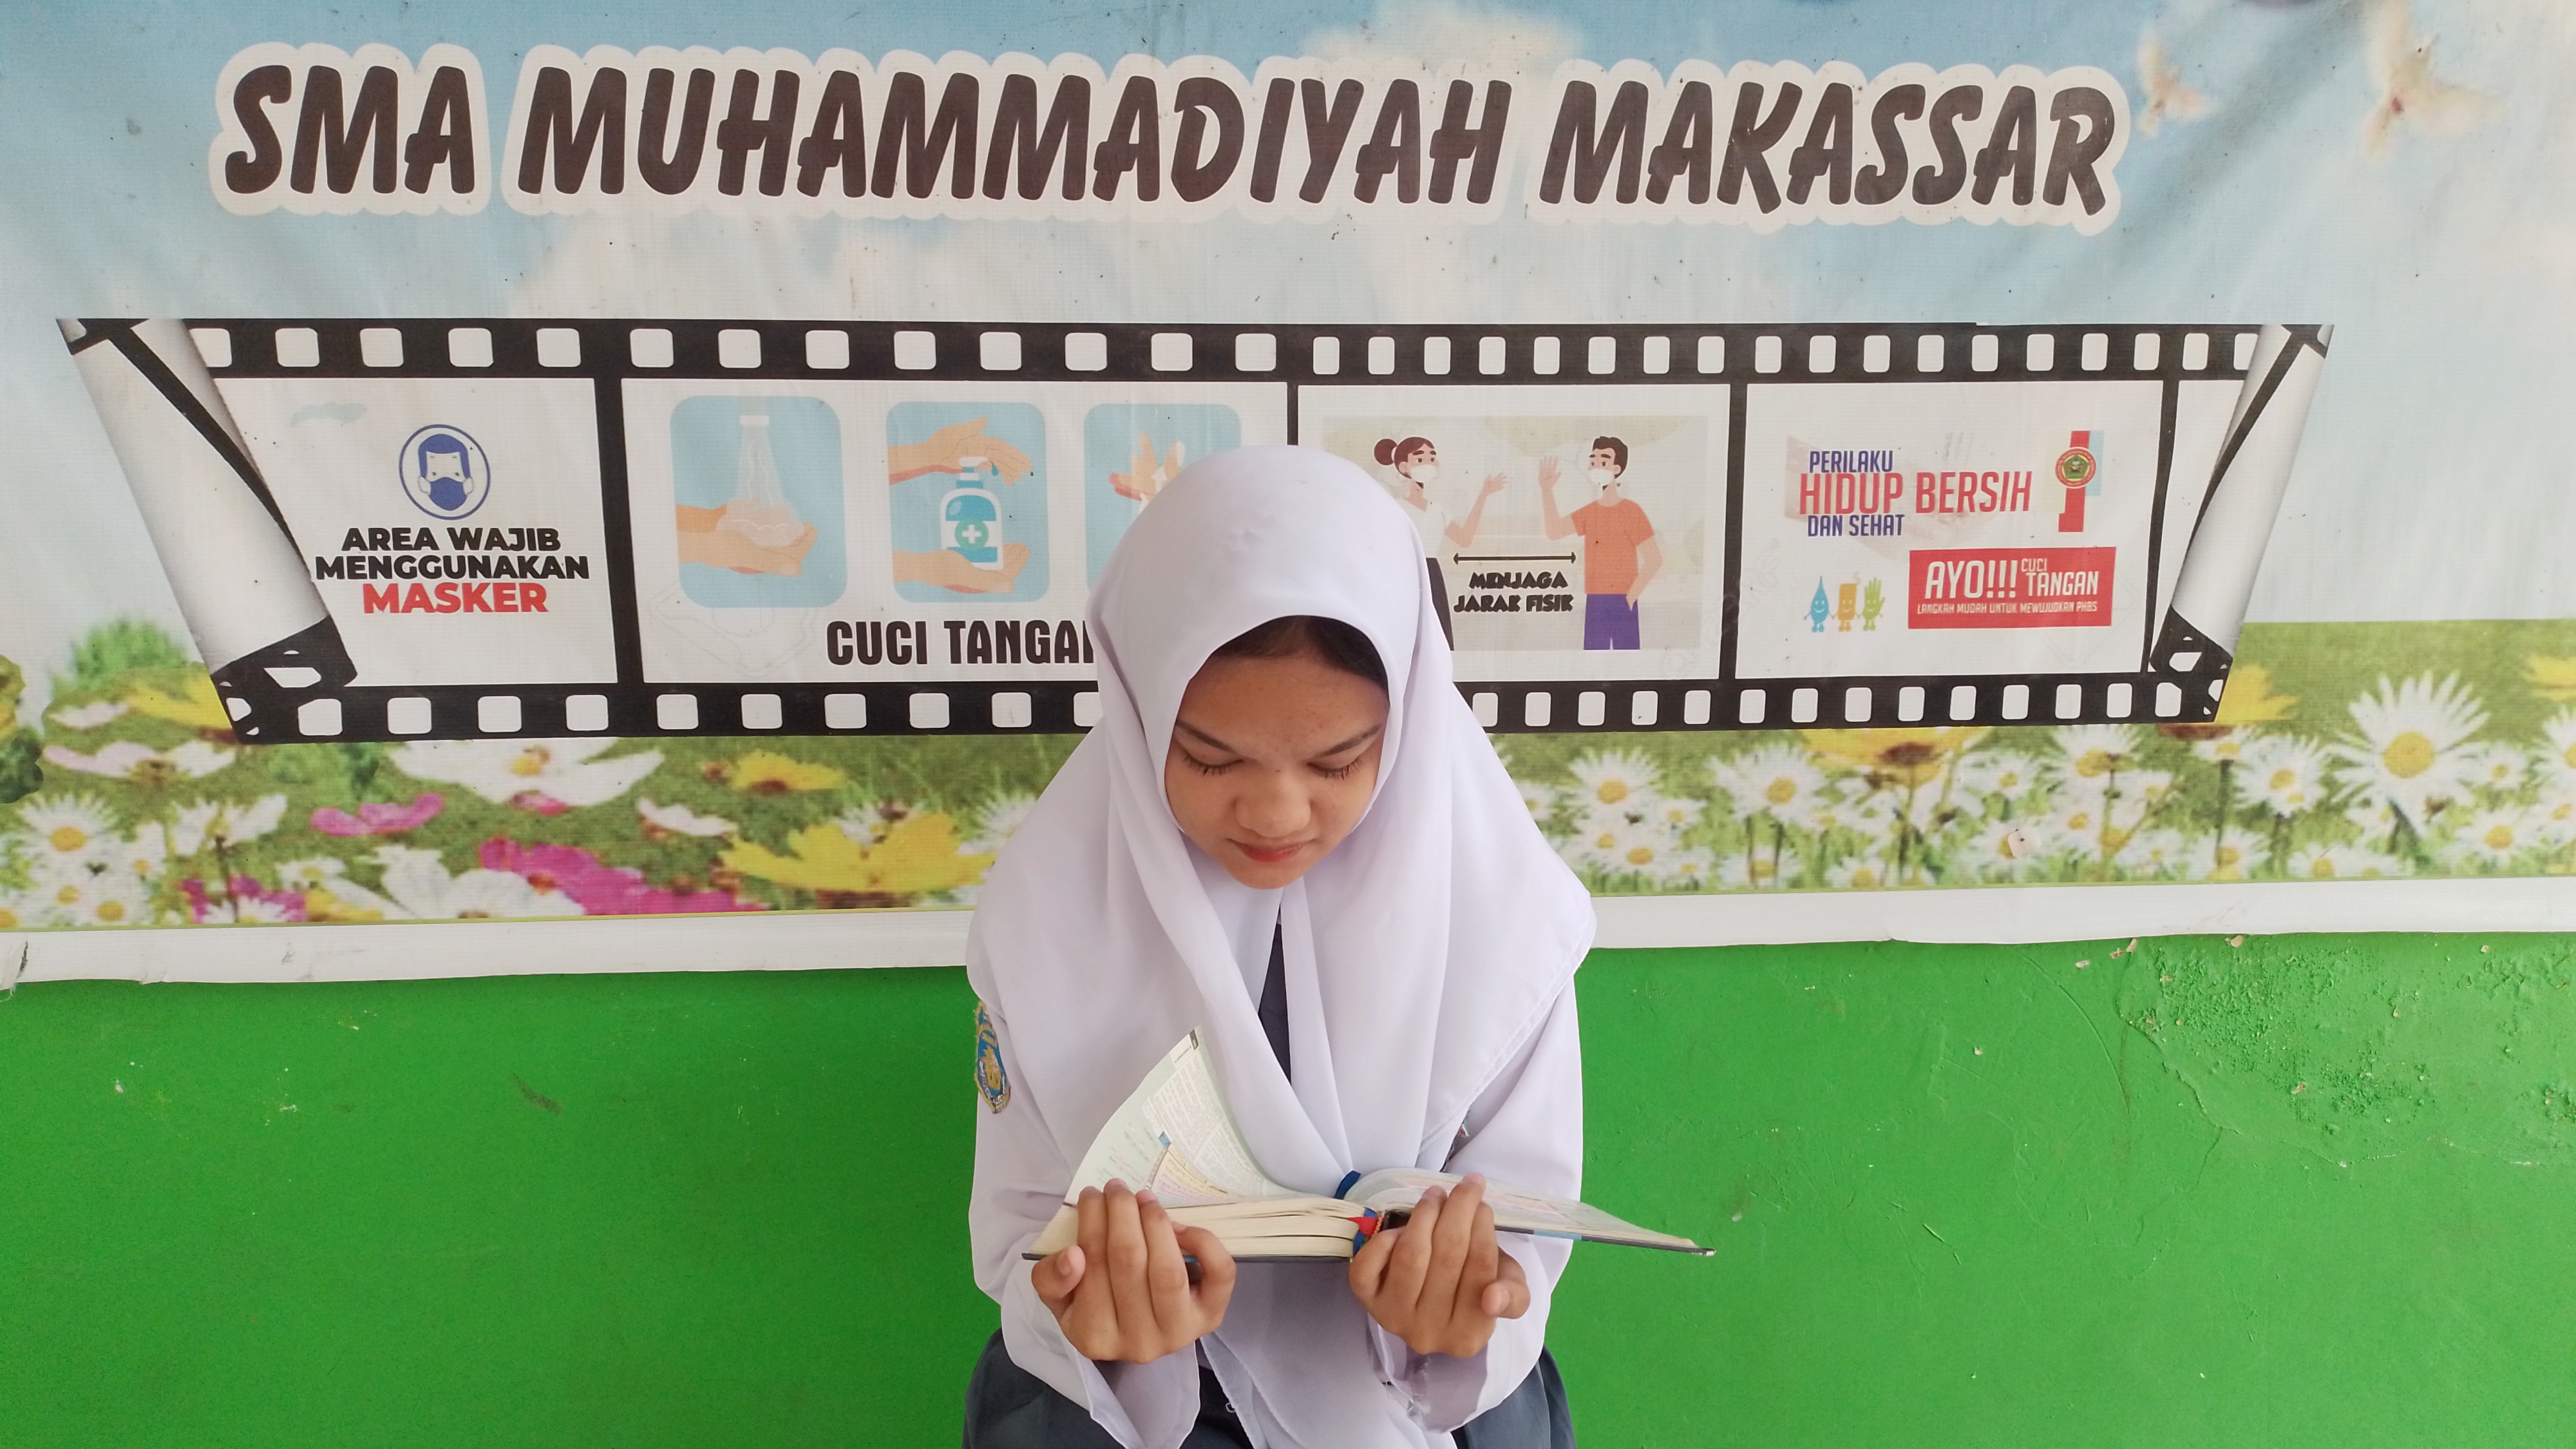 SMA MUHAMMADIYAH MAKASSAR
AREA WAJIB
MENGGUNAKAN
MASKER
CUCI TANGAN
MENJAGA
JARAK FISIK
PERILAKU
HIDUP BERSIH
DAN SEHAT
AYO!!! CUCI
TANGAN
LANGKAH MUDAH UNTUK MEWUJUDKAN PHBS